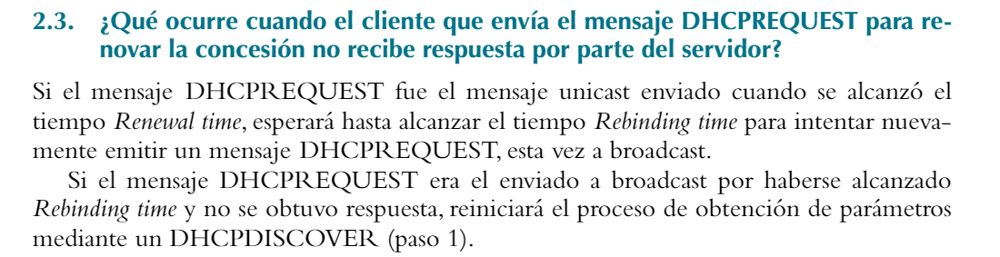 2.3. ¿Qué ocurre cuando el cliente que envía el mensaje DHCPREQUEST para re-
novar la concesión no recibe respuesta por parte del servidor?
Si el mensaje DHCPREQUEST fue el mensaje unicast enviado cuando se alcanzó el
tiempo Renewal time, esperará hasta alcanzar el tiempo Rebinding time para intentar nueva-
mente emitir un mensaje DHCPREQUEST, esta vez a broadcast.
Si el mensaje DHCPREQUEST era el enviado a broadcast por haberse alcanzado
Rebinding time y no se obtuvo respuesta, reiniciará el proceso de obtención de parámetros
mediante un DHCPDISCOVER (paso 1).